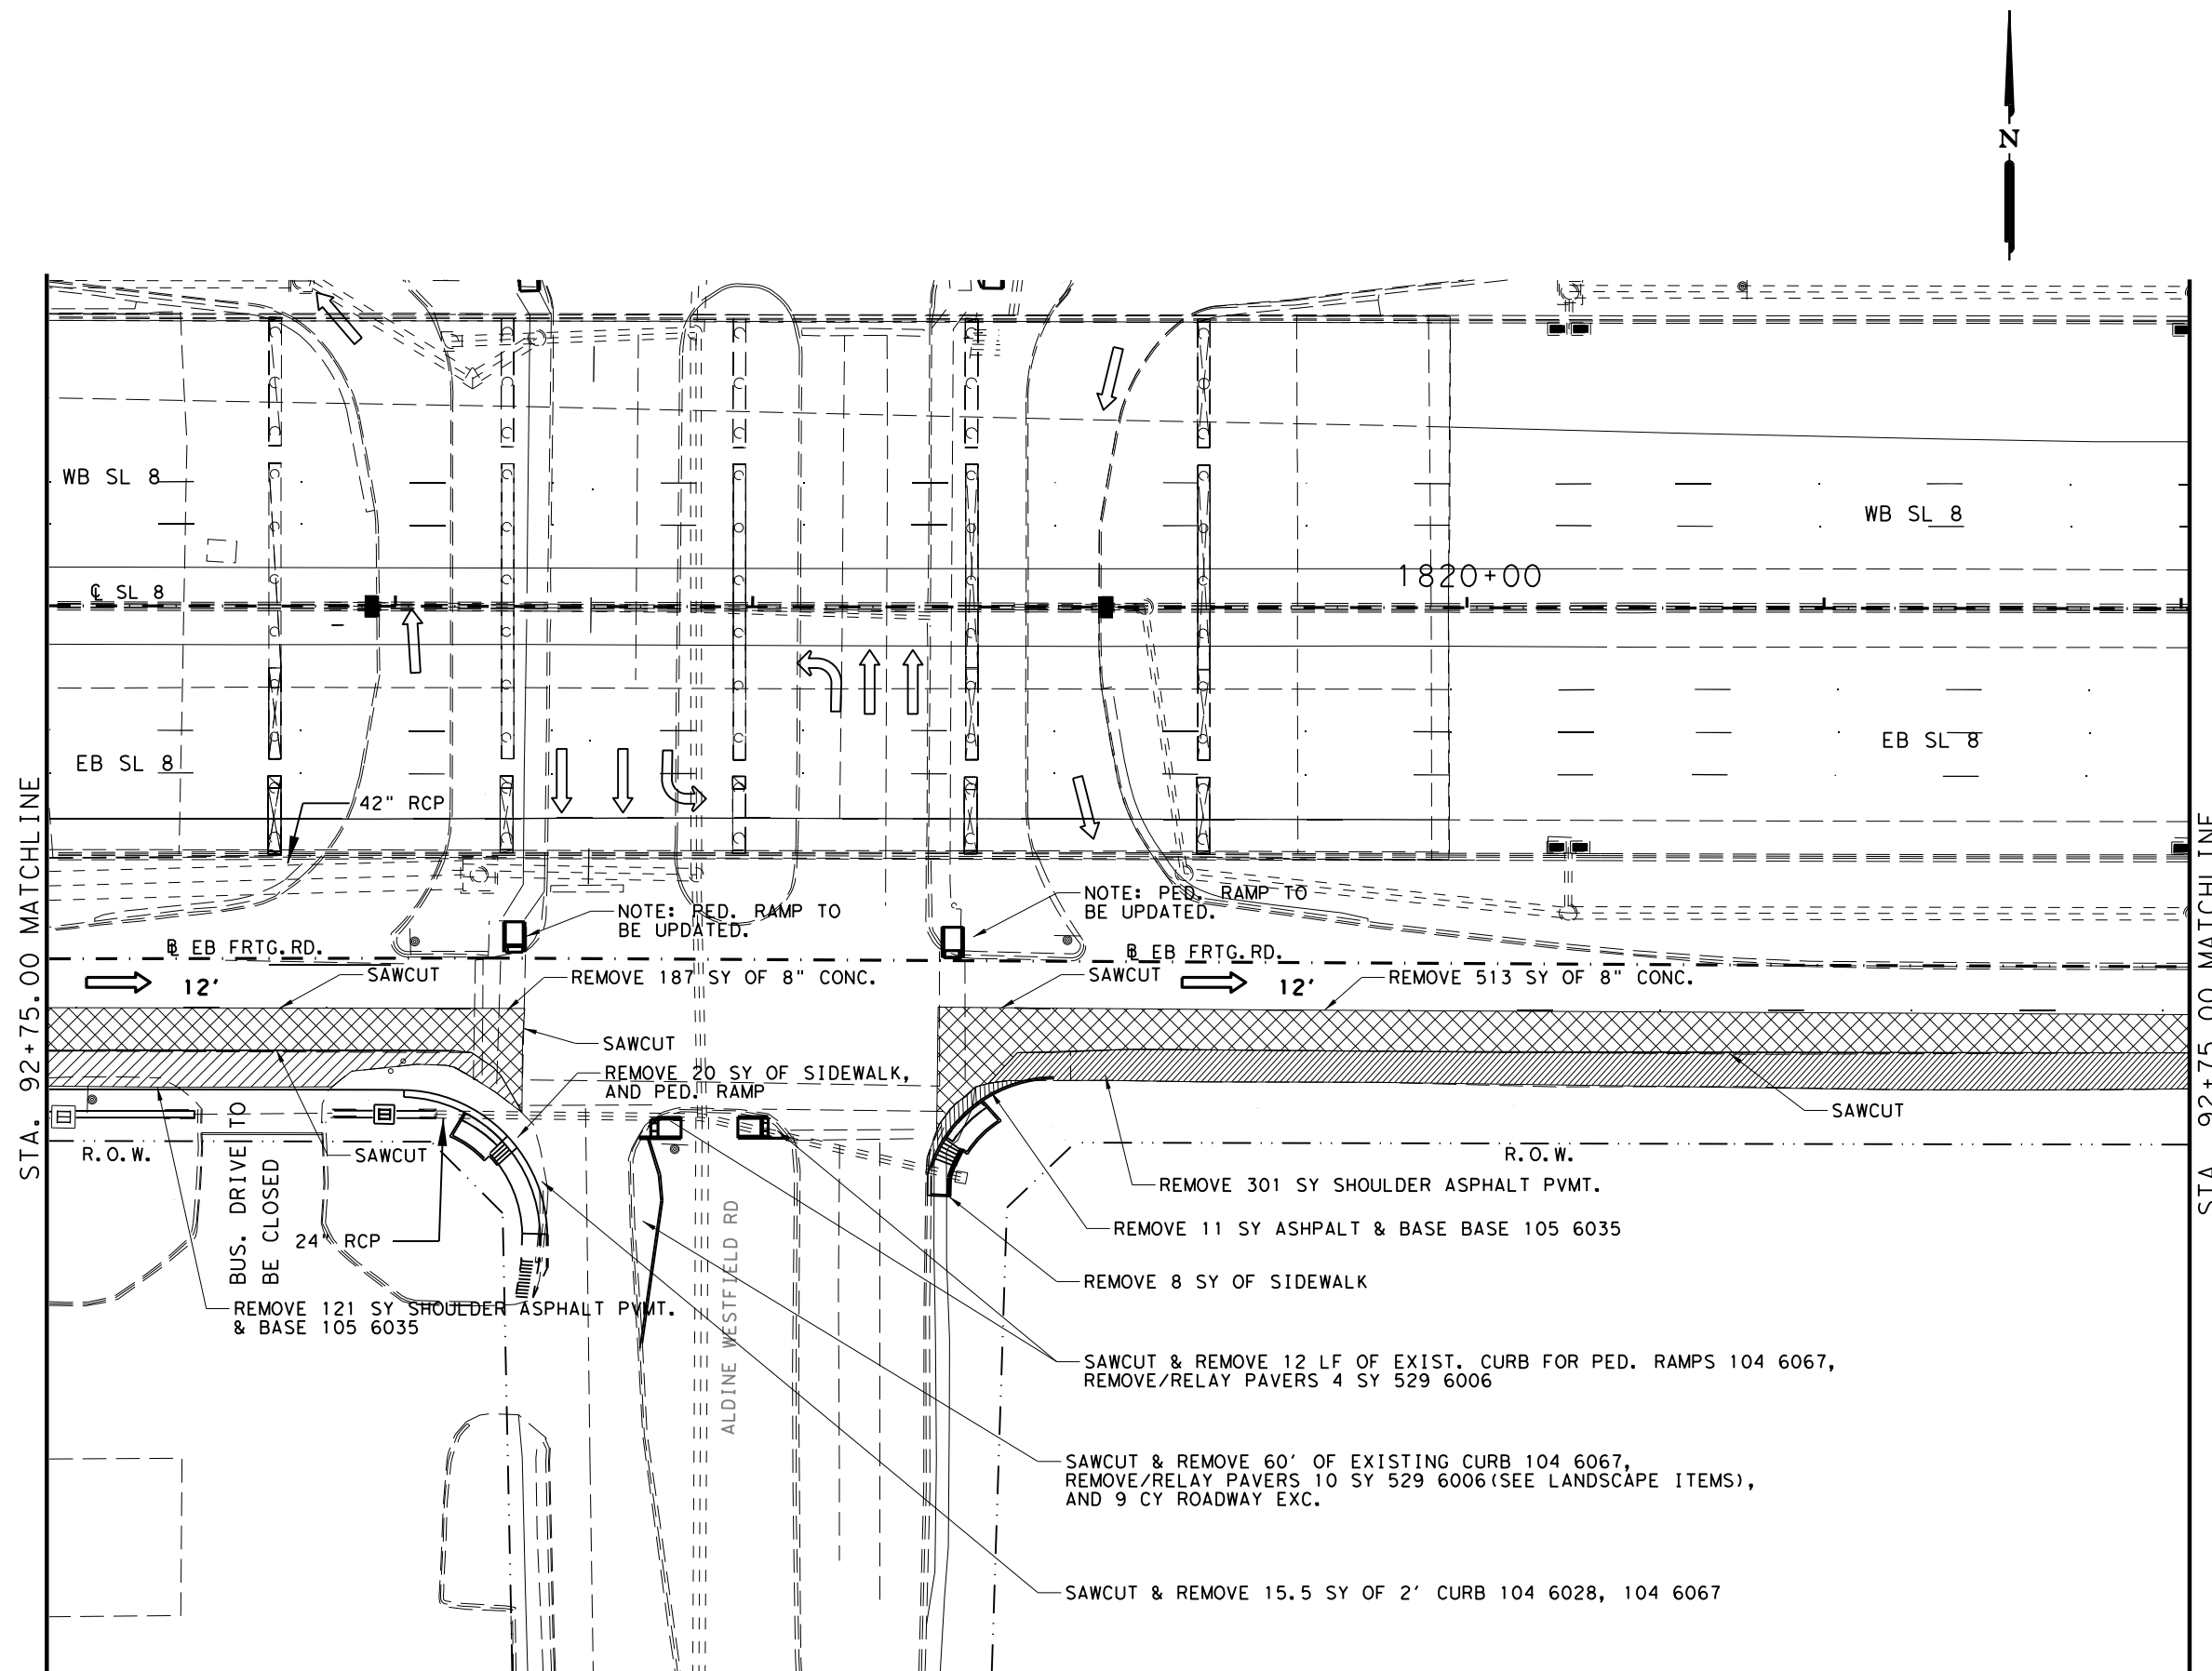 N
WB SL 8
WB SL 8
1820+00
℄ SL 8
EB SL 8
EB SL 8
42" RCP
STA. 92+75.00 MATCHLINE
NOTE: PED. RAMP TO
BE UPDATED.
NOTE: PED. RAMP TO
BE UPDATED.
BL EB FRTG.RD.
BL EB FRTG.RD.
12'
SAWCUT
REMOVE 187 SY OF 8" CONC.
SAWCUT
12'
REMOVE 513 SY OF 8" CONC.
SAWCUT
REMOVE 20 SY OF SIDEWALK,
AND PED. RAMP
SAWCUT
R.O.W.
SAWCUT
R.O.W.
BUS. DRIVE TO
BE CLOSED
24" RCP
REMOVE 301 SY SHOULDER ASPHALT PVMT.
REMOVE 11 SY ASHPALT & BASE BASE 105 6035
REMOVE 8 SY OF SIDEWALK
REMOVE 121 SY SHOULDER ASPHALT PVMT.
& BASE 105 6035
ALDINE WESTFIELD RD
SAWCUT & REMOVE 12 LF OF EXIST. CURB FOR PED. RAMPS 104 6067,
REMOVE/RELAY PAVERS 4 SY 529 6006
SAWCUT & REMOVE 60' OF EXISTING CURB 104 6067,
REMOVE/RELAY PAVERS 10 SY 529 6006(SEE LANDSCAPE ITEMS),
AND 9 CY ROADWAY EXC.
SAWCUT & REMOVE 15.5 SY OF 2' CURB 104 6028, 104 6067
STA. 92+75.00 MATCHLINE